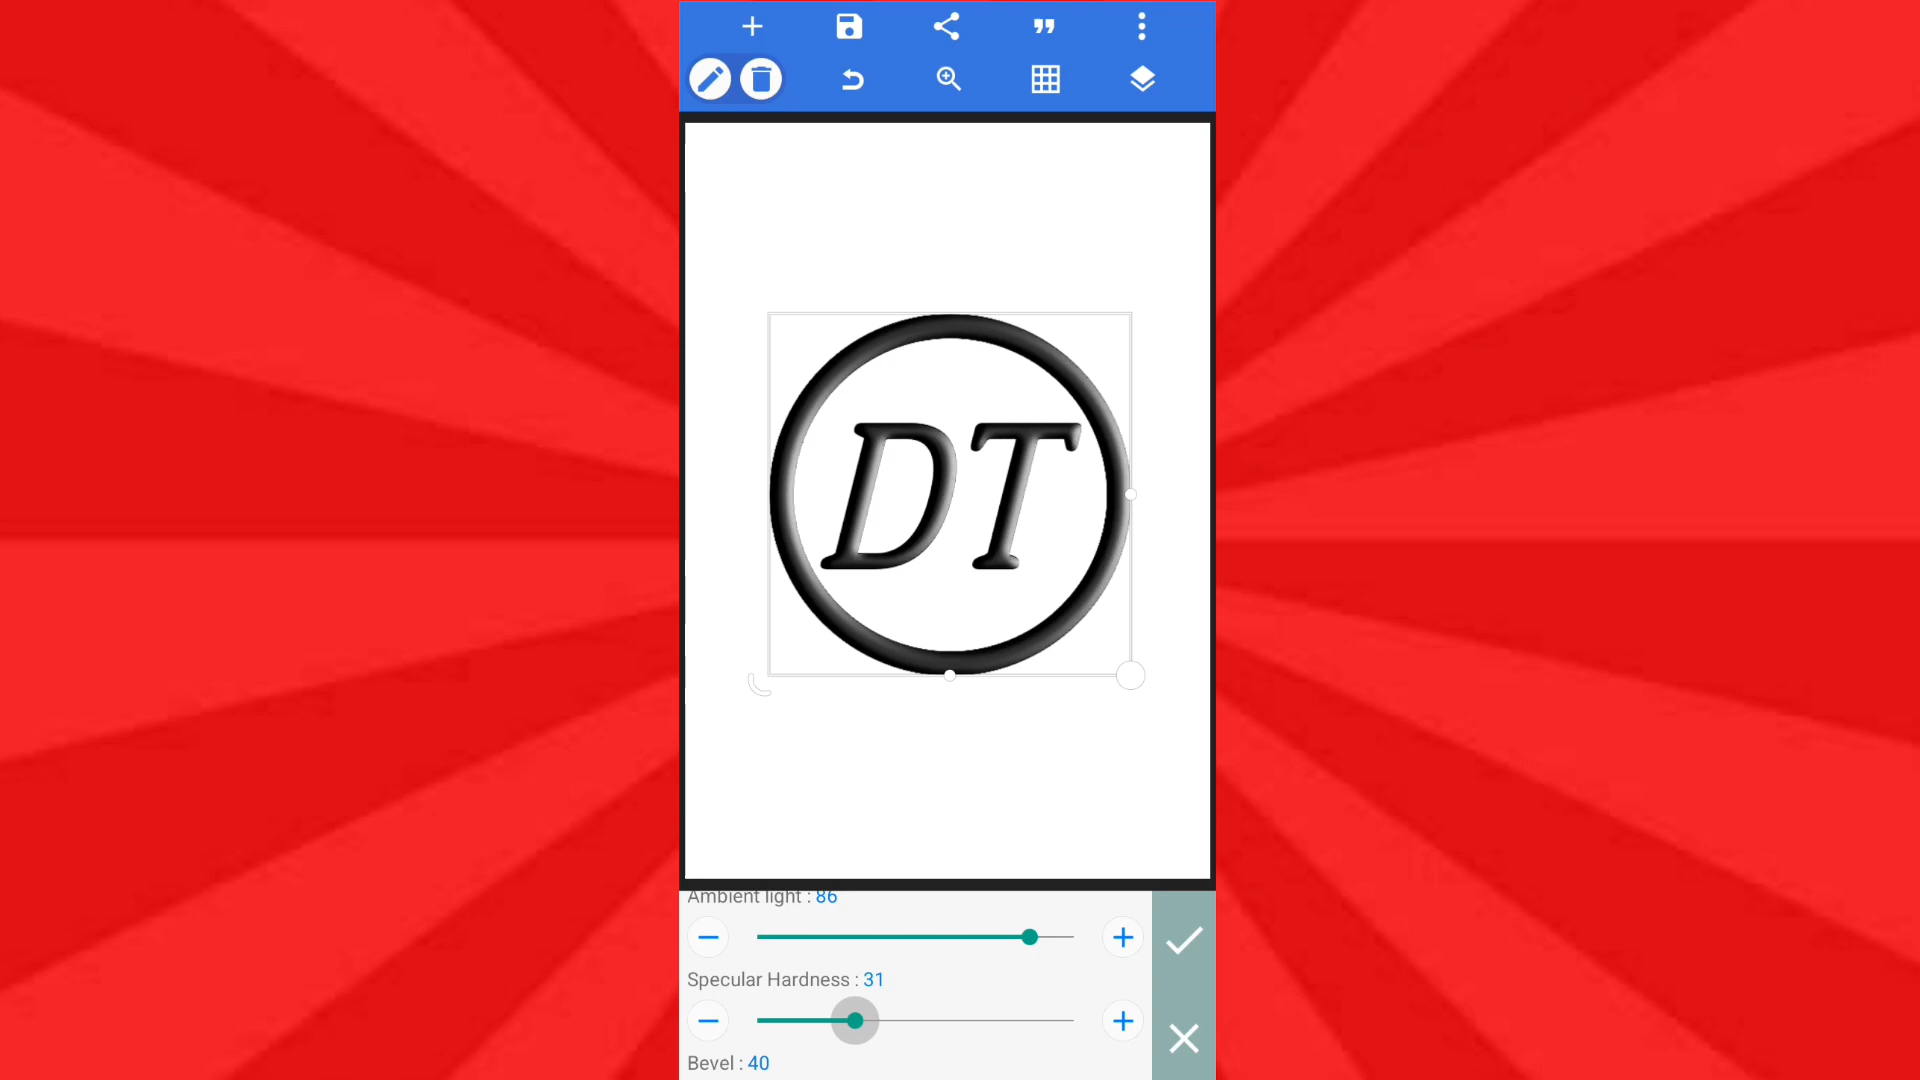 DT
Ambient light : 86
Specular Hardness : 31
Bevel : 40